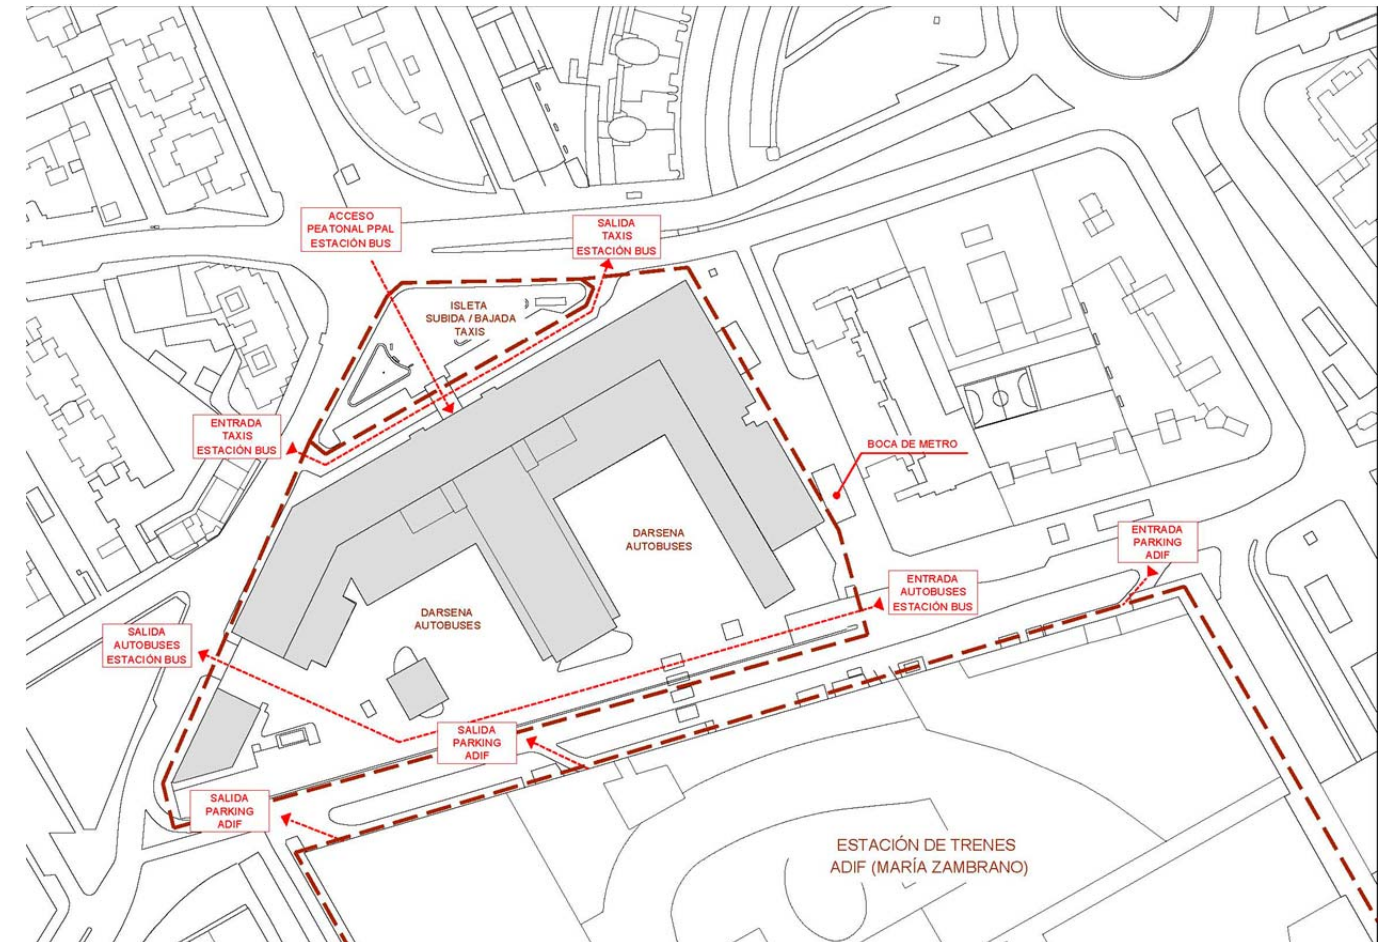 ACCESO
PEATONAL PPAL
ESTACIÓN BUS
SALIDA
TAXIS
ESTACIÓN BUS
ISLETA
SUBIDA / BAJADA
TAXIS
ENTRADA
TAXIS
ESTACIÓN BUS
BOCA DE METRO
DARSENA
AUTOBUSES
ENTRADA
PARKING
ADIF
ENTRADA
AUTOBUSES
ESTACIÓN BUS
DARSENA
AUTOBUSES
SALIDA
AUTOBUSES
ESTACIÓN BUS
SALIDA
PARKING
ADIF
SALIDA
PARKING
ADIF
ESTACIÓN DE TRENES
ADIF (MARÍA ZAMBRANO)